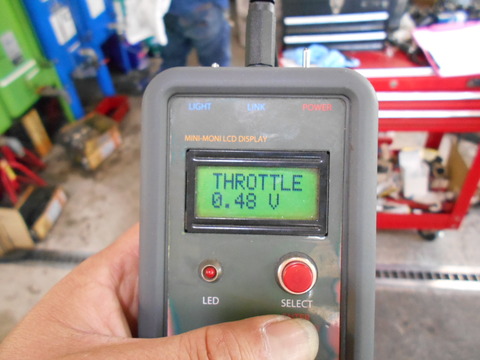 LIGHT LINK POWER
MINI-MONI LCD DISPLAY
THROTTLE
0.48 V
LED
SELECT